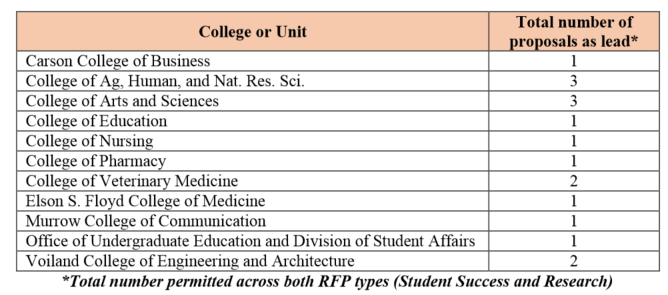 College or Unit
Total number of
proposals as lead*
Carson College of Business 1
College of Ag, Human, and Nat. Res. Sci. 3
College of Arts and Sciences 3
College of Education 1
College of Nursing 1
College of Pharmacy 1
College of Veterinary Medicine 2
Elson S. Floyd College of Medicine 1
Murrow College of Communication 1
Office of Undergraduate Education and Division of Student Affairs 1
Voiland College of Engineering and Architecture 2
*Total number permitted across both RFP types (Student Success and Research)